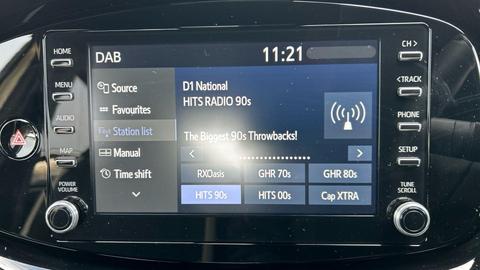 DAB
11:21
HOME
MENU
AUDIO
MAP
POWER
VOLUME
Source
Favourites
Station list
Manual
Time shift
D1 National
HITS RADIO 90s
The Biggest 90s Throwbacks!
RXOasis
GHR 70s
GHR 80s
HITS 90s
HITS 00s
Cap XTRA
CH >
< TRACK
PHONE
SETUP
TUNE
SCROLL